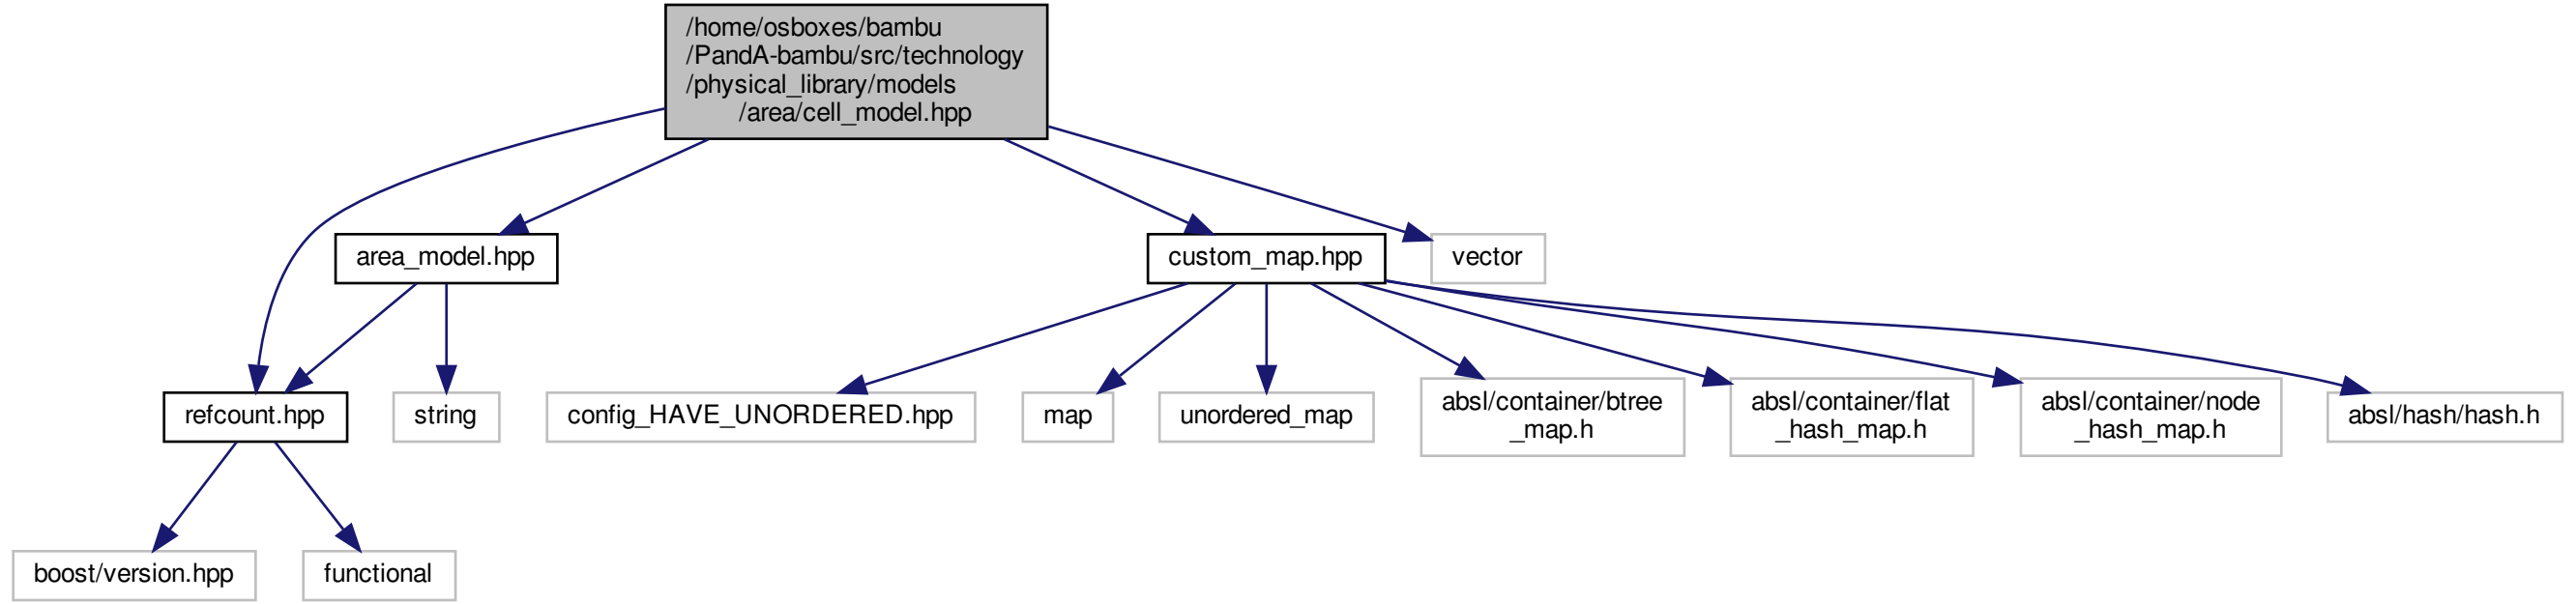 /home/osboxes/bambu
/PandA-bambu/src/technology
/physical_library/models
/area/cell_model.hpp
area_model.hpp
custom_map.hpp
vector
refcount.hpp
string
config_HAVE_UNORDERED.hpp
map
unordered_map
absl/container/btree
_map.h
absl/container/flat
_hash_map.h
absl/container/node
_hash_map.h
absl/hash/hash.h
boost/version.hpp
functional